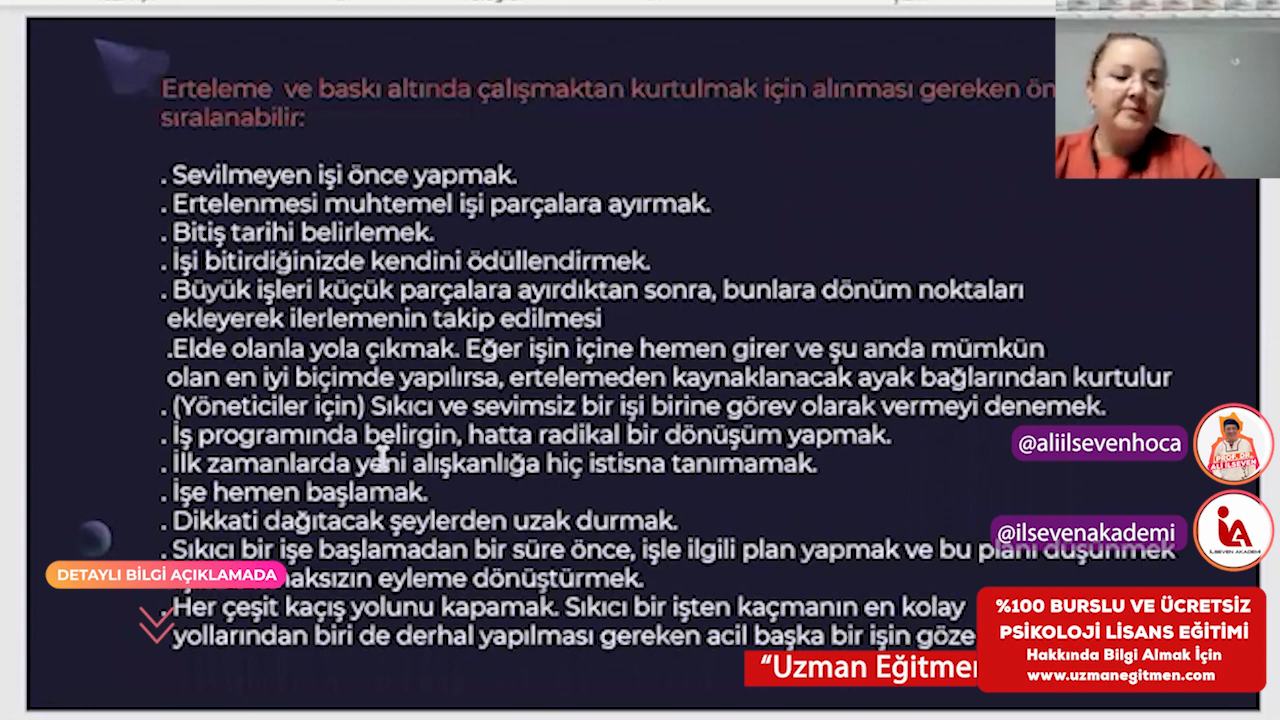 Erteleme ve baskı altında çalışmaktan kurtulmak için alınması gereken
sıralanabilir:
. Sevilmeyen işi önce yapmak.
. Ertelenmesi muhtemel işi parçalara ayırmak.
. Bitiş tarihi belirlemek.
. İşi bitirdiğinizde kendini ödüllendirmek.
. Büyük işleri küçük parçalara ayırdıktan sonra, bunlara dönüm noktaları
ekleyerek ilerlemenin takip edilmesi
.Elde olanla yola çıkmak. Eğer işin içine hemen girer ve şu anda mümkün
olan en iyi biçimde yapılırsa, ertelemeden kaynaklanacak ayak bağlarından kurtulur
. (Yöneticiler için) Sıkıcı ve sevimsiz bir işi birine görev olarak vermeyi denemek.
. İş programında belirgin, hatta radikal bir dönüşüm yapmak.
. İlk zamanlarda yeni alışkanlığa hiç istisna tanımamak.
. İşe hemen başlamak.
. Dikkati dağıtacak şeylerden uzak durmak.
. Sıkıcı bir işe başlamadan bir süre önce, işle ilgili plan yapmak ve bu planı düşünmek
eyleme dönüştürmek.
. Her çeşit kaçış yolunu kapamak. Sıkıcı bir işten kaçmanın en kolay
yollarından biri de derhal yapılması gereken acil başka bir işin
@aliilsevenhoca
PROF. DR.
ALİ İLSEVEN
@ilsevenakademi
İLSEVEN AKADEMİ
DETAYLI BİLGİ AÇIKLAMADA
%100 BURSLU VE ÜCRETSİZ
PSİKOLOJİ LİSANS EĞİTİMİ
Hakkında Bilgi Almak İçin
www.uzmanegitmen.com
“Uzman